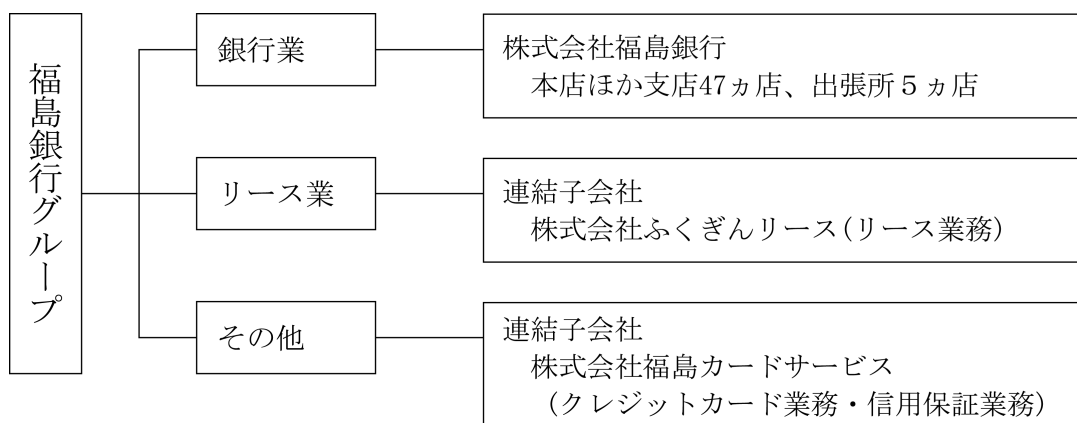 福島銀行グループ
銀行業
株式会社福島銀行
本店ほか支店47ヵ店、出張所５ヵ店
リース業
連結子会社
株式会社ふくぎんリース(リース業務)
その他
連結子会社
株式会社福島カードサービス
(クレジットカード業務・信用保証業務)